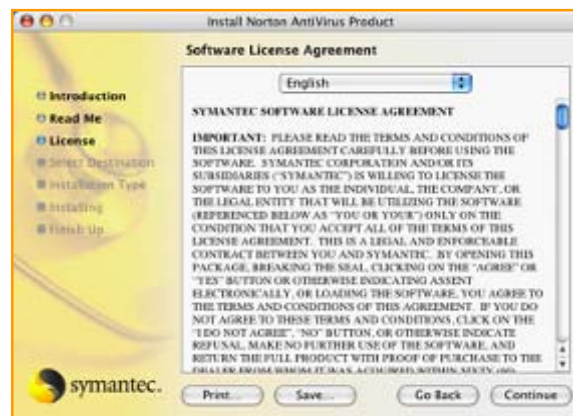 Install Norton AntiVirus Product
Software License Agreement
English
Introduction
Read Me
License
Select Destination
Installation Type
Installing
Finish Up
SYMANTEC SOFTWARE LICENSE AGREEMENT
IMPORTANT: PLEASE READ THE TERMS AND CONDITIONS OF
THIS LICENSE AGREEMENT CAREFULLY BEFORE USING THE
SOFTWARE. SYMANTEC CORPORATION AND/OR ITS
SUBSIDIARIES ("SYMANTEC") IS WILLING TO LICENSE THE
SOFTWARE TO YOU AS THE INDIVIDUAL, THE COMPANY, OR
THE LEGAL ENTITY THAT WILL BE UTILIZING THE SOFTWARE
(REFERENCED BELOW AS "YOU OR YOUR") ONLY ON THE
CONDITION THAT YOU ACCEPT ALL OF THE TERMS OF THIS
LICENSE AGREEMENT. THIS IS A LEGAL AND ENFORCEABLE
CONTRACT BETWEEN YOU AND SYMANTEC. BY OPENING THIS
PACKAGE, BREAKING THE SEAL, CLICKING ON THE "AGREE" OR
"YES" BUTTON OR OTHERWISE INDICATING ASSENT
ELECTRONICALLY, OR LOADING THE SOFTWARE, YOU AGREE TO
THE TERMS AND CONDITIONS OF THIS AGREEMENT. IF YOU DO
NOT AGREE TO THESE TERMS AND CONDITIONS, CLICK ON THE
"I DO NOT AGREE", "NO" BUTTON, OR OTHERWISE INDICATE
REFUSAL, MAKE NO FURTHER USE OF THE SOFTWARE, AND
RETURN THE FULL PRODUCT WITH PROOF OF PURCHASE TO THE
DEALER FROM WHOM IT WAS ACQUIRED WITHIN SIXTY (60)
symantec.
Print...
Save...
Go Back
Continue